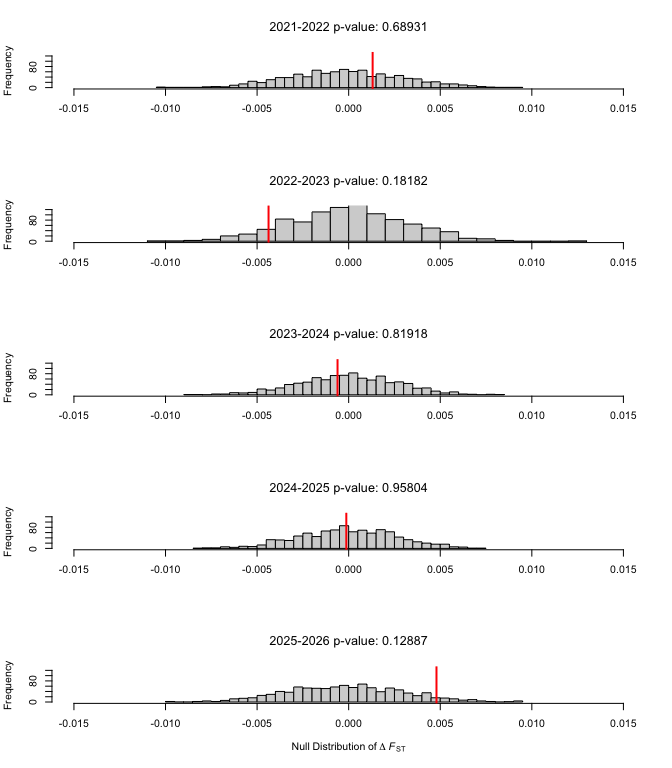 2021-2022 p-value: 0.68931
Frequency
0 80
-0.015 -0.010 -0.005 0.000 0.005 0.010 0.015
2022-2023 p-value: 0.18182
Frequency
0 80
-0.015 -0.010 -0.005 0.000 0.005 0.010 0.015
2023-2024 p-value: 0.81918
Frequency
0 80
-0.015 -0.010 -0.005 0.000 0.005 0.010 0.015
2024-2025 p-value: 0.95804
Frequency
0 80
-0.015 -0.010 -0.005 0.000 0.005 0.010 0.015
2025-2026 p-value: 0.12887
Frequency
0 80
-0.015 -0.010 -0.005 0.000 0.005 0.010 0.015
Null Distribution of Δ FST